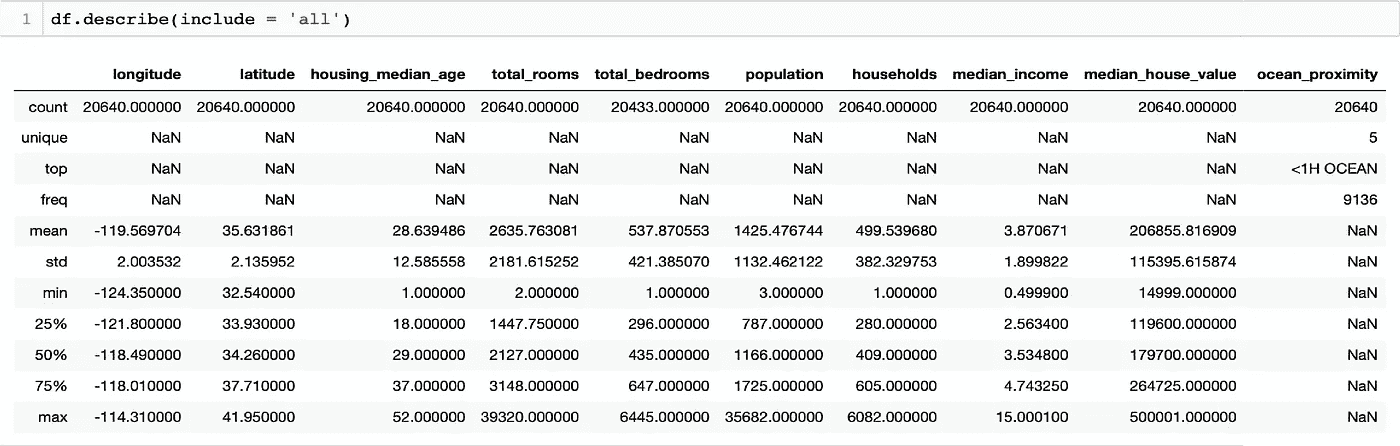 1 df.describe(include = 'all')
longitude latitude housing_median_age total_rooms total_bedrooms population households median_income median_house_value ocean_proximity
count 20640.000000 20640.000000 20640.000000 20640.000000 20433.000000 20640.000000 20640.000000 20640.000000 20640.000000 20640
unique NaN NaN NaN NaN NaN NaN NaN NaN NaN 5
top NaN NaN NaN NaN NaN NaN NaN NaN NaN <1H OCEAN
freq NaN NaN NaN NaN NaN NaN NaN NaN NaN 9136
mean -119.569704 35.631861 28.639486 2635.763081 537.870553 1425.476744 499.539680 3.870671 206855.816909 NaN
std 2.003532 2.135952 12.585558 2181.615252 421.385070 1132.462122 382.329753 1.899822 115395.615874 NaN
min -124.350000 32.540000 1.000000 2.000000 1.000000 3.000000 1.000000 0.499900 14999.000000 NaN
25% -121.800000 33.930000 18.000000 1447.750000 296.000000 787.000000 280.000000 2.563400 119600.000000 NaN
50% -118.490000 34.260000 29.000000 2127.000000 435.000000 1166.000000 409.000000 3.534800 179700.000000 NaN
75% -118.010000 37.710000 37.000000 3148.000000 647.000000 1725.000000 605.000000 4.743250 264725.000000 NaN
max -114.310000 41.950000 52.000000 39320.000000 6445.000000 35682.000000 6082.000000 15.000100 500001.000000 NaN